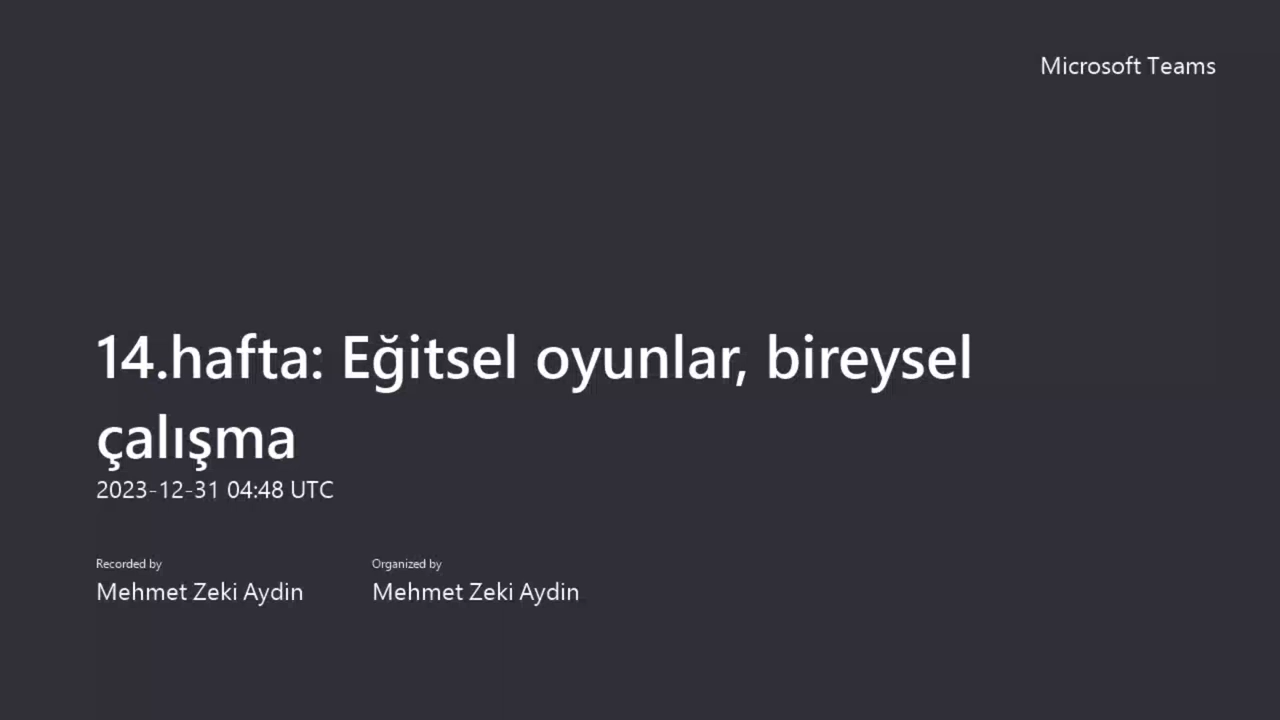 Microsoft Teams
14.hafta: Eğitsel oyunlar, bireysel
çalışma
2023-12-31 04:48 UTC
Recorded by
Organized by
Mehmet Zeki Aydin
Mehmet Zeki Aydin